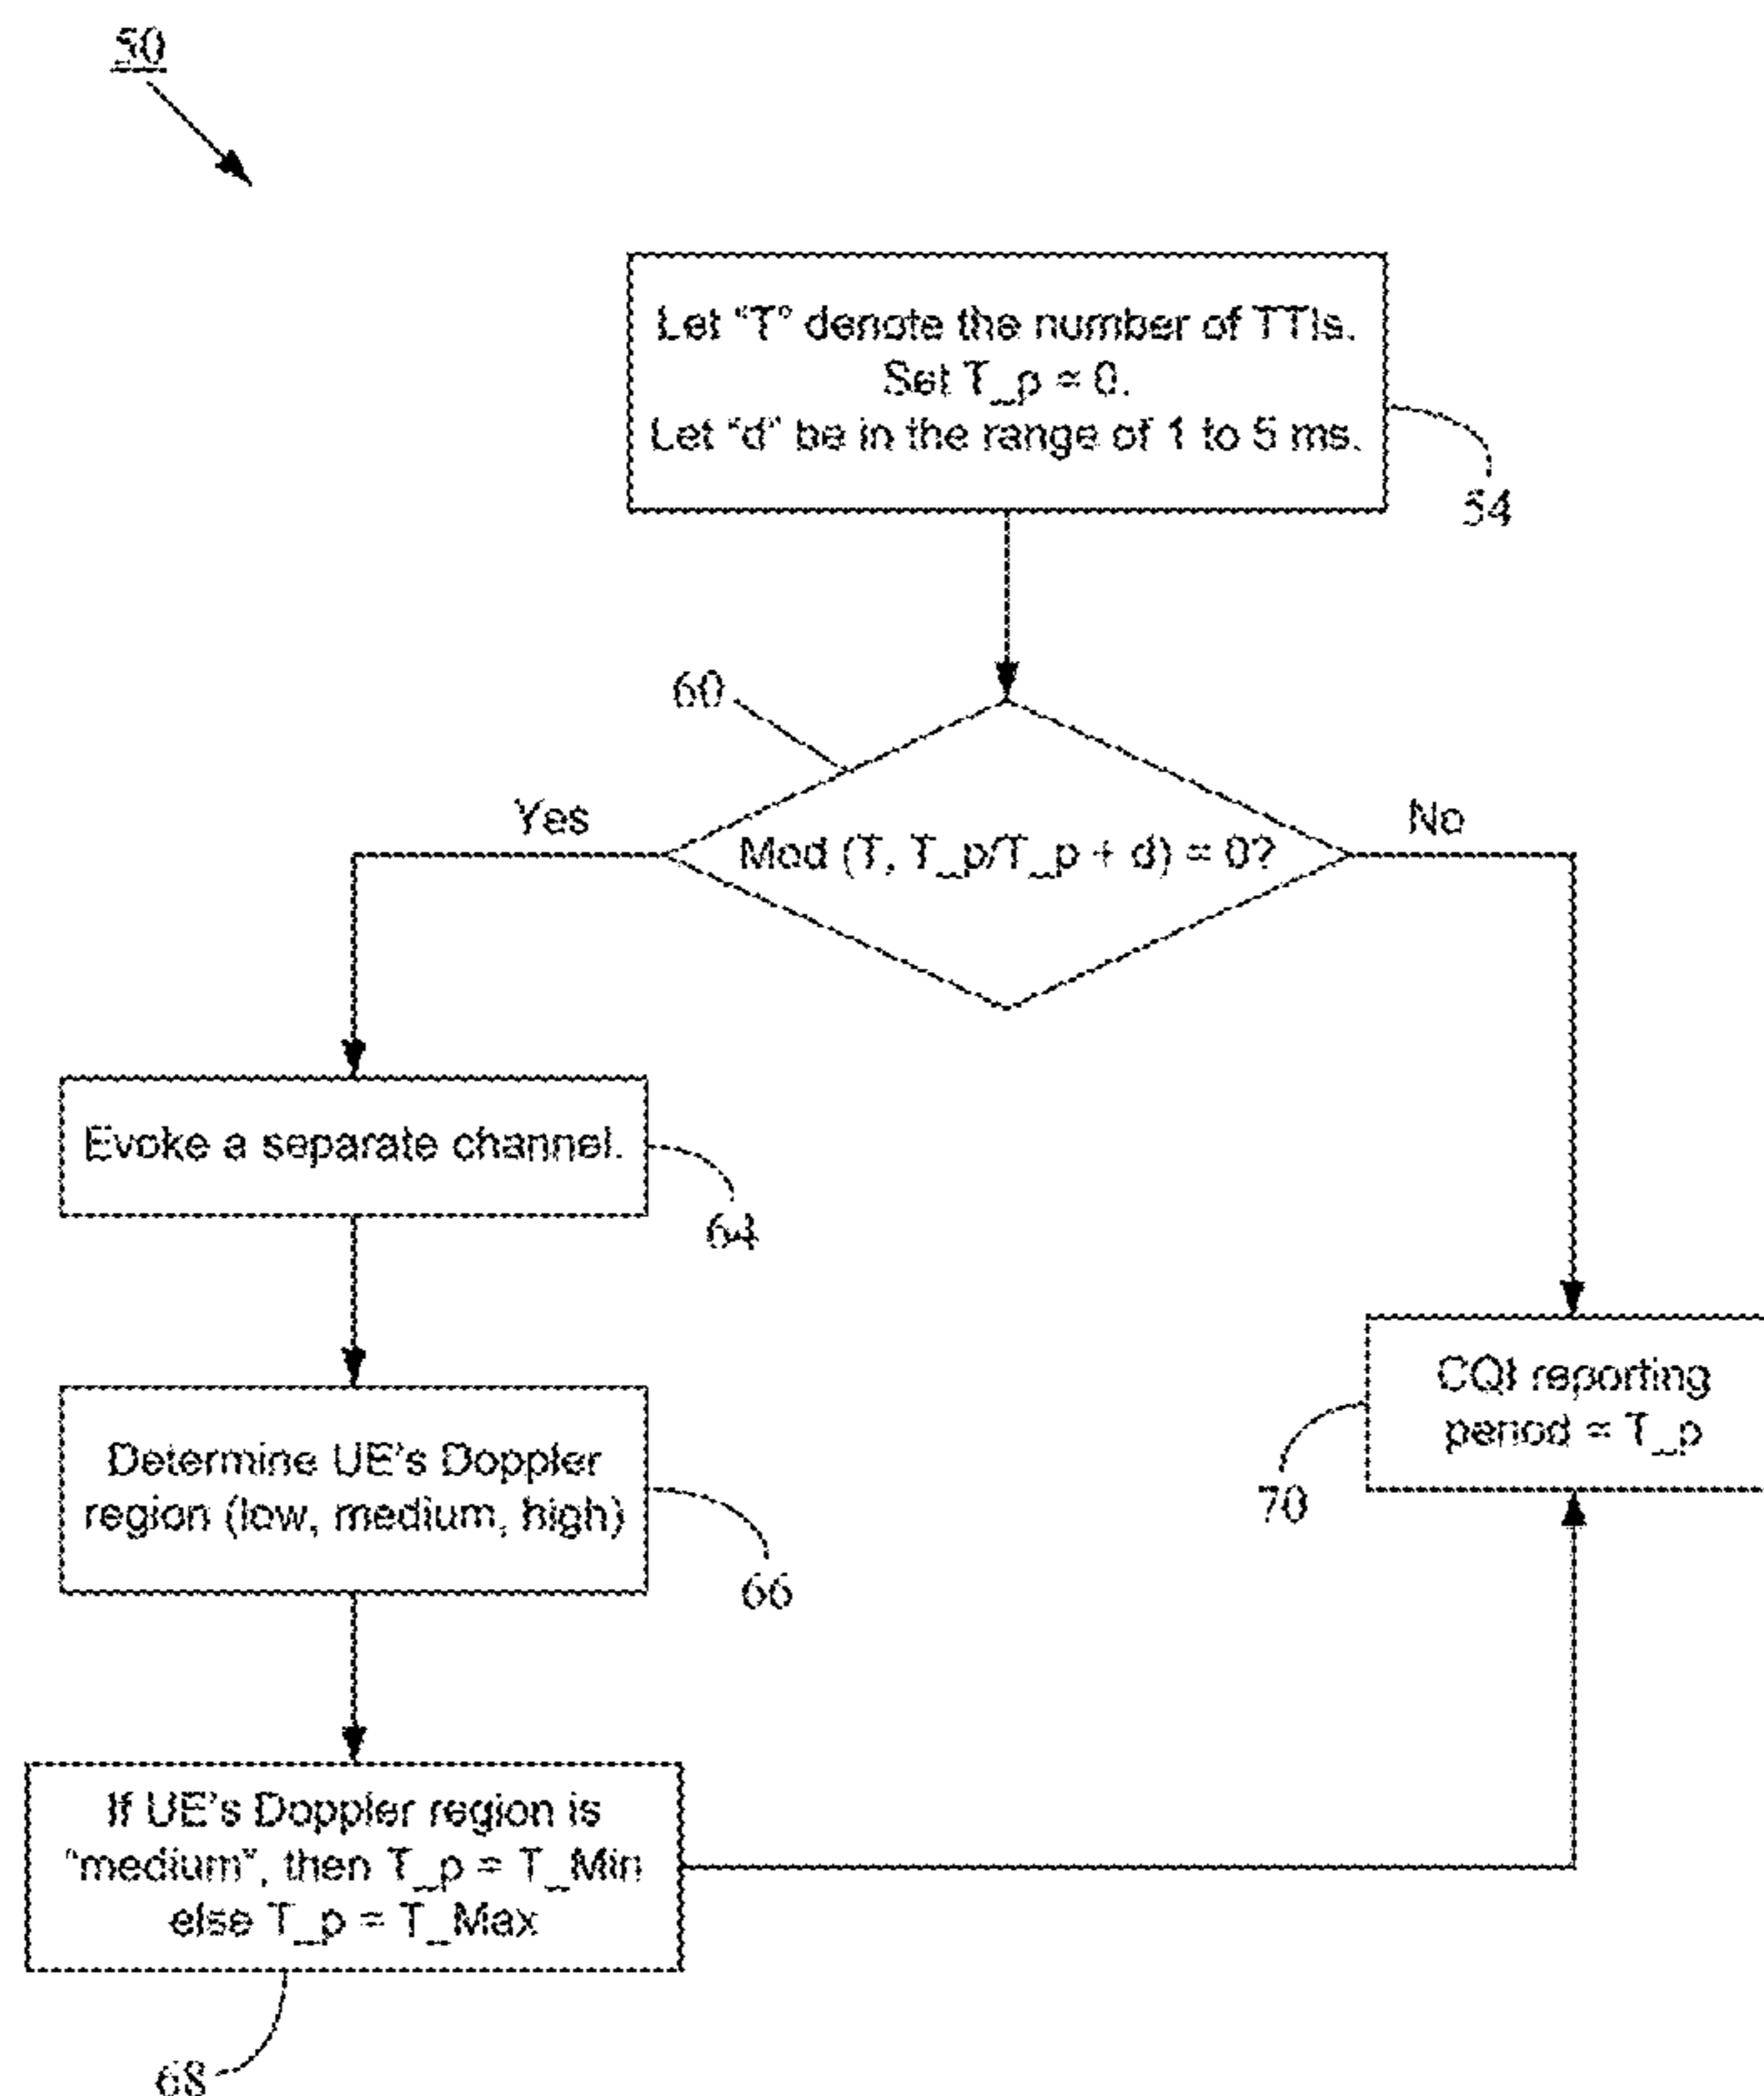 50
Let "T" denote the number of TTIs.
Set T_p = 0.
Let "d" be in the range of 1 to 5 ms.
54
60
Yes
No
Mod (T, T_p/T_p + d) = 0?
Evoke a separate channel.
64
CQI reporting
period = T_p
70
Determine UE's Doppler
region (low, medium, high)
66
If UE's Doppler region is
"medium", then T_p = T_Min
else T_p = T_Max
68